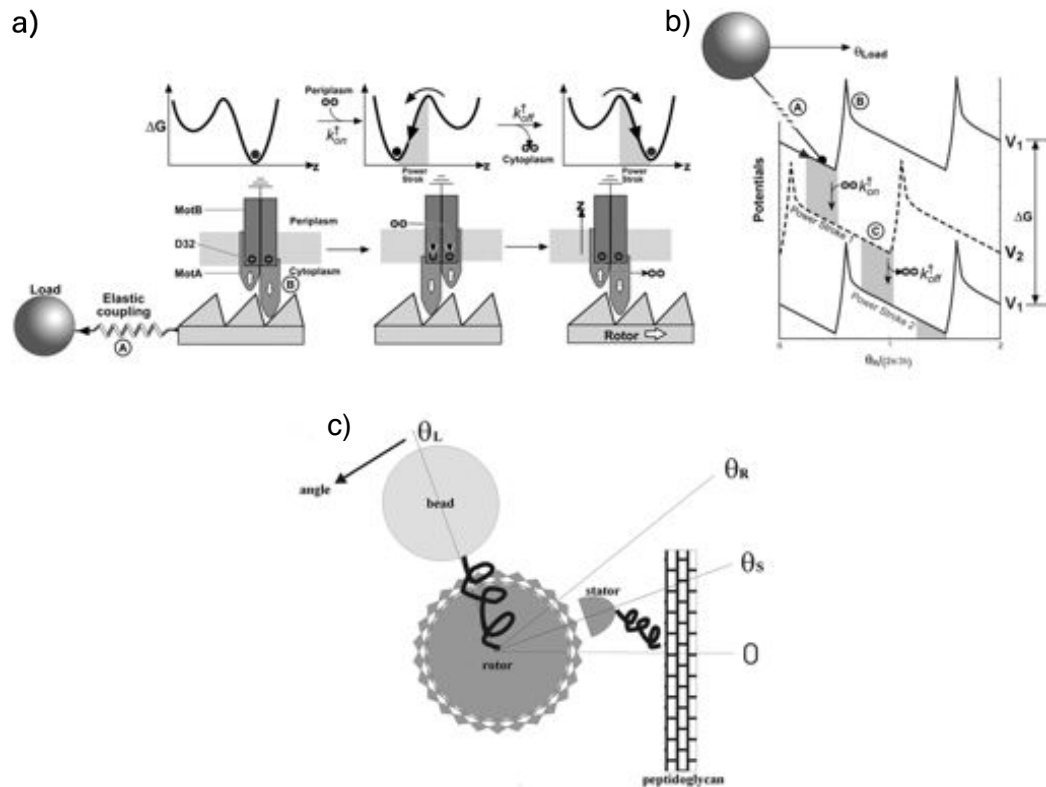 a)
Periplasm
ΔG
k†on
z
Power
Strok
k†off
Cytoplasm
z
Power
Strok
z
MotB
Periplasm
D32
MotA
Cytoplasm
B
Z
Load
Elastic
coupling
A
Rotor
b)
θLoad
A
B
V1
k†on
Potentials
Power Stroke 1
C
ΔG
V2
k†off
V1
Power Stroke 2
0
1
2
c)
θL
angle
bead
θR
θS
stator
rotor
0
peptidoglycan